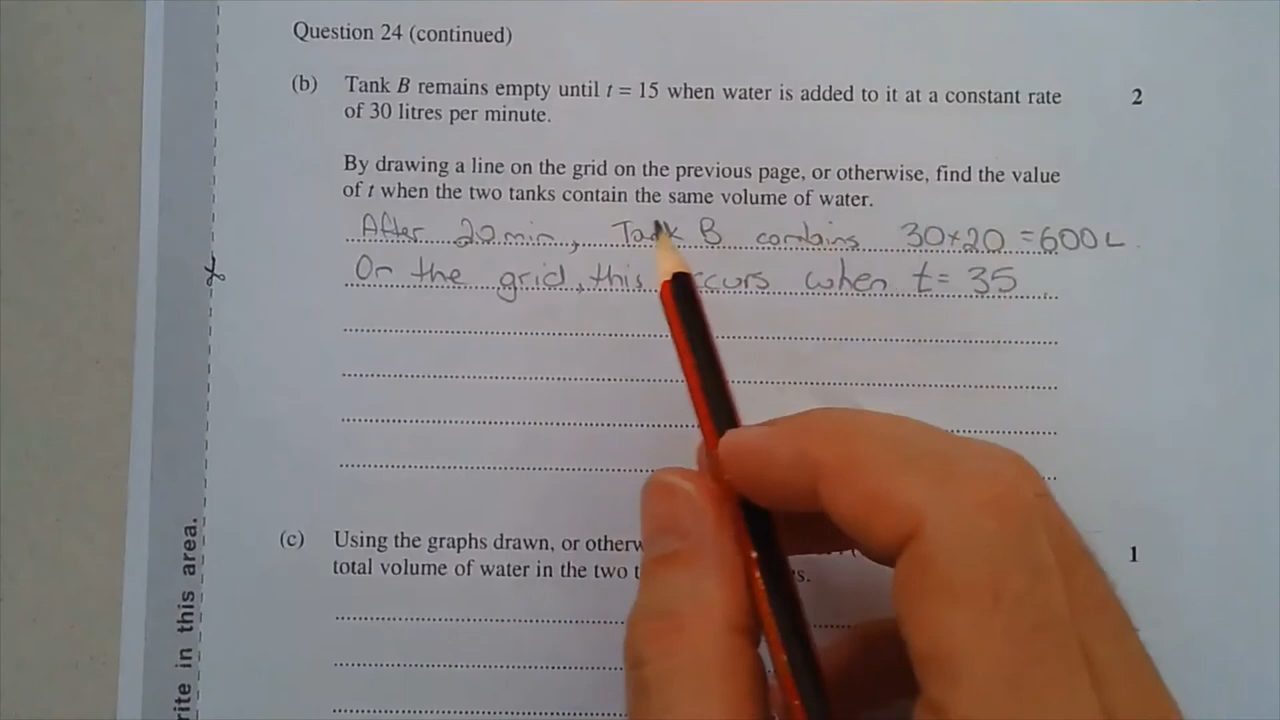 Question 24 (continued)
(b) Tank B remains empty until t = 15 when water is added to it at a constant rate 2
of 30 litres per minute.
By drawing a line on the grid on the previous page, or otherwise, find the value
of t when the two tanks contain the same volume of water.
After 20min, Tank B contains 30×20 = 600L
On the grid, this occurs when t = 35
(c) Using the graphs drawn, or 1
total volume of water in the two
rite in this area.